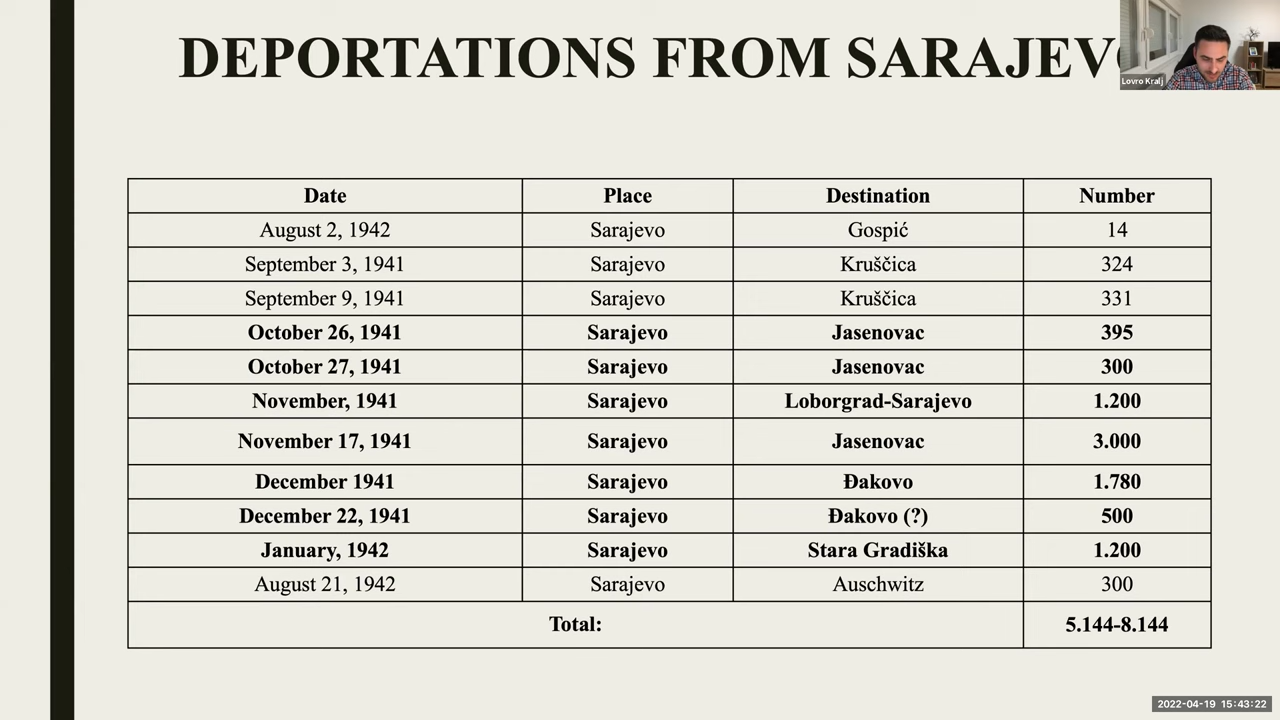 DEPORTATIONS FROM SARAJEVO
Lovro Kralj
Date Place Destination Number
August 2, 1942 Sarajevo Gospić 14
September 3, 1941 Sarajevo Kruščica 324
September 9, 1941 Sarajevo Kruščica 331
October 26, 1941 Sarajevo Jasenovac 395
October 27, 1941 Sarajevo Jasenovac 300
November, 1941 Sarajevo Loborgrad-Sarajevo 1.200
November 17, 1941 Sarajevo Jasenovac 3.000
December 1941 Sarajevo Đakovo 1.780
December 22, 1941 Sarajevo Đakovo (?) 500
January, 1942 Sarajevo Stara Gradiška 1.200
August 21, 1942 Sarajevo Auschwitz 300
Total: 5.144-8.144
2022-04-19 15:43:22